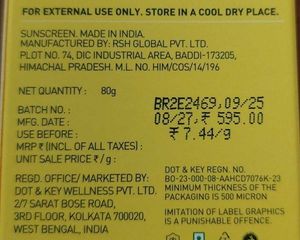 FOR EXTERNAL USE ONLY. STORE IN A COOL DRY PLACE.
SUNSCREEN. MADE IN INDIA.
MANUFACTURED BY: RSH GLOBAL PVT. LTD.
PLOT NO. 74, DIC INDUSTRIAL AREA, BADDI-173205,
HIMACHAL PRADESH. M.L. NO. HIM/COS/14/196
NET QUANTITY : 80g
BATCH NO. : BR2E2469,09/25
MFG. DATE : 08/27,₹ 595.00
USE BEFORE : ₹ 7.44/g
MRP ₹ (INCL. OF ALL TAXES)
UNIT SALE PRICE ₹/g :
REGD. OFFICE/ MARKETED BY:
DOT & KEY WELLNESS PVT. LTD.
2/7 SARAT BOSE ROAD,
3RD FLOOR, KOLKATA 700020,
WEST BENGAL, INDIA
DOT & KEY REGN. NO.
BO-23-000-08-AAHCD7076K-23
MINIMUM THICKNESS OF THE
PACKAGING IS 500 MICRON
IMITATION OF LABEL GRAPHICS
IS A PUNISHABLE OFFENCE.